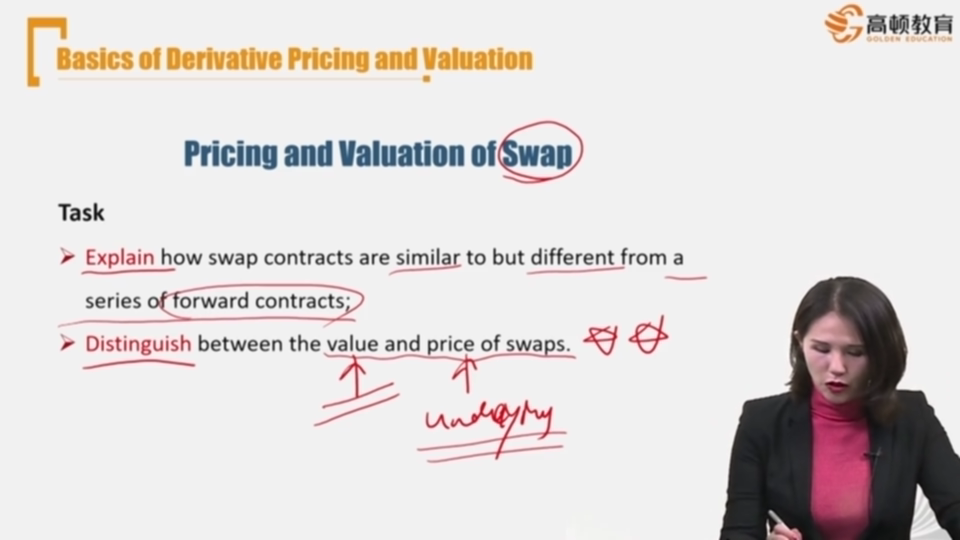 高顿教育
GOLDEN EDUCATION
Basics of Derivative Pricing and Valuation
Pricing and Valuation of Swap
Task
Explain how swap contracts are similar to but different from a
series of forward contracts;
Distinguish between the value and price of swaps.